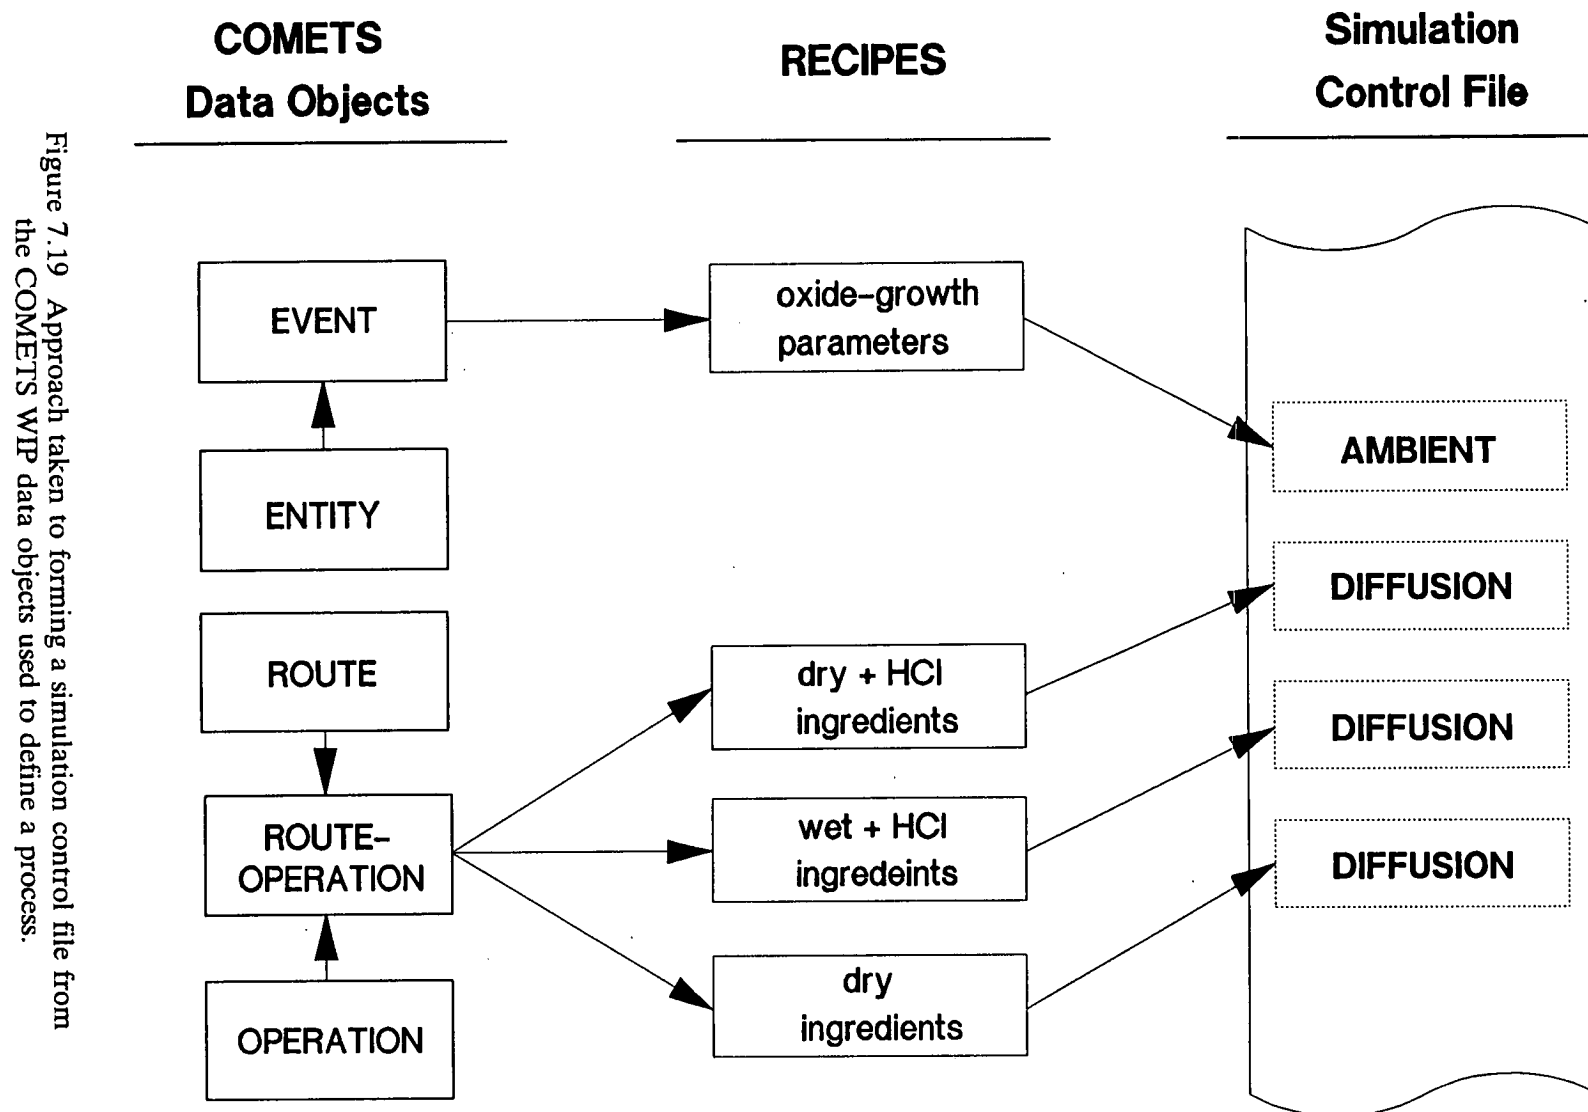 COMETS
Data Objects
RECIPES
Simulation
Control File
EVENT
ENTITY
ROUTE
ROUTE-
OPERATION
OPERATION
oxide-growth
parameters
dry + HCl
ingredients
wet + HCl
ingredeints
dry
ingredients
AMBIENT
DIFFUSION
DIFFUSION
DIFFUSION
Figure 7.19 Approach taken to forming a simulation control file from
the COMETS WIP data objects used to define a process.